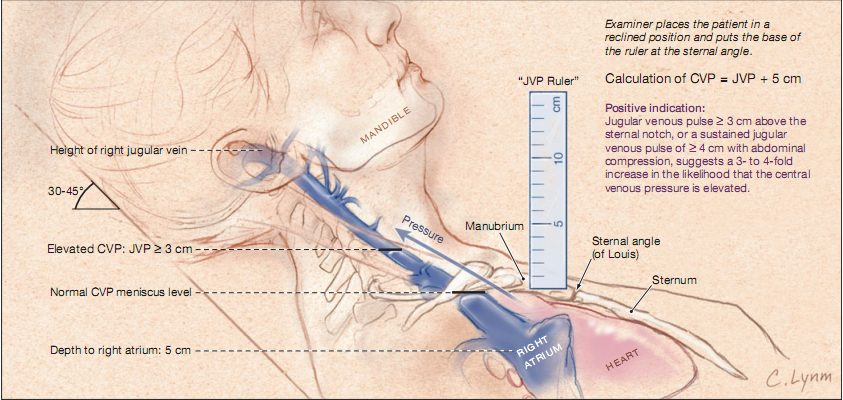 Examiner places the patient in a
reclined position and puts the base of
the ruler at the sternal angle.
"JVP Ruler"
Calculation of CVP = JVP + 5 cm
cm
10
5
Positive indication:
Jugular venous pulse ≥ 3 cm above the
sternal notch, or a sustained jugular
venous pulse of ≥ 4 cm with abdominal
compression, suggests a 3- to 4-fold
increase in the likelihood that the central
venous pressure is elevated.
MANDIBLE
Height of right jugular vein
30-45°
Pressure
Manubrium
Elevated CVP: JVP ≥ 3 cm
Sternal angle
(of Louis)
Sternum
Normal CVP meniscus level
Depth to right atrium: 5 cm
RIGHT
ATRIUM
HEART
C. Lynm